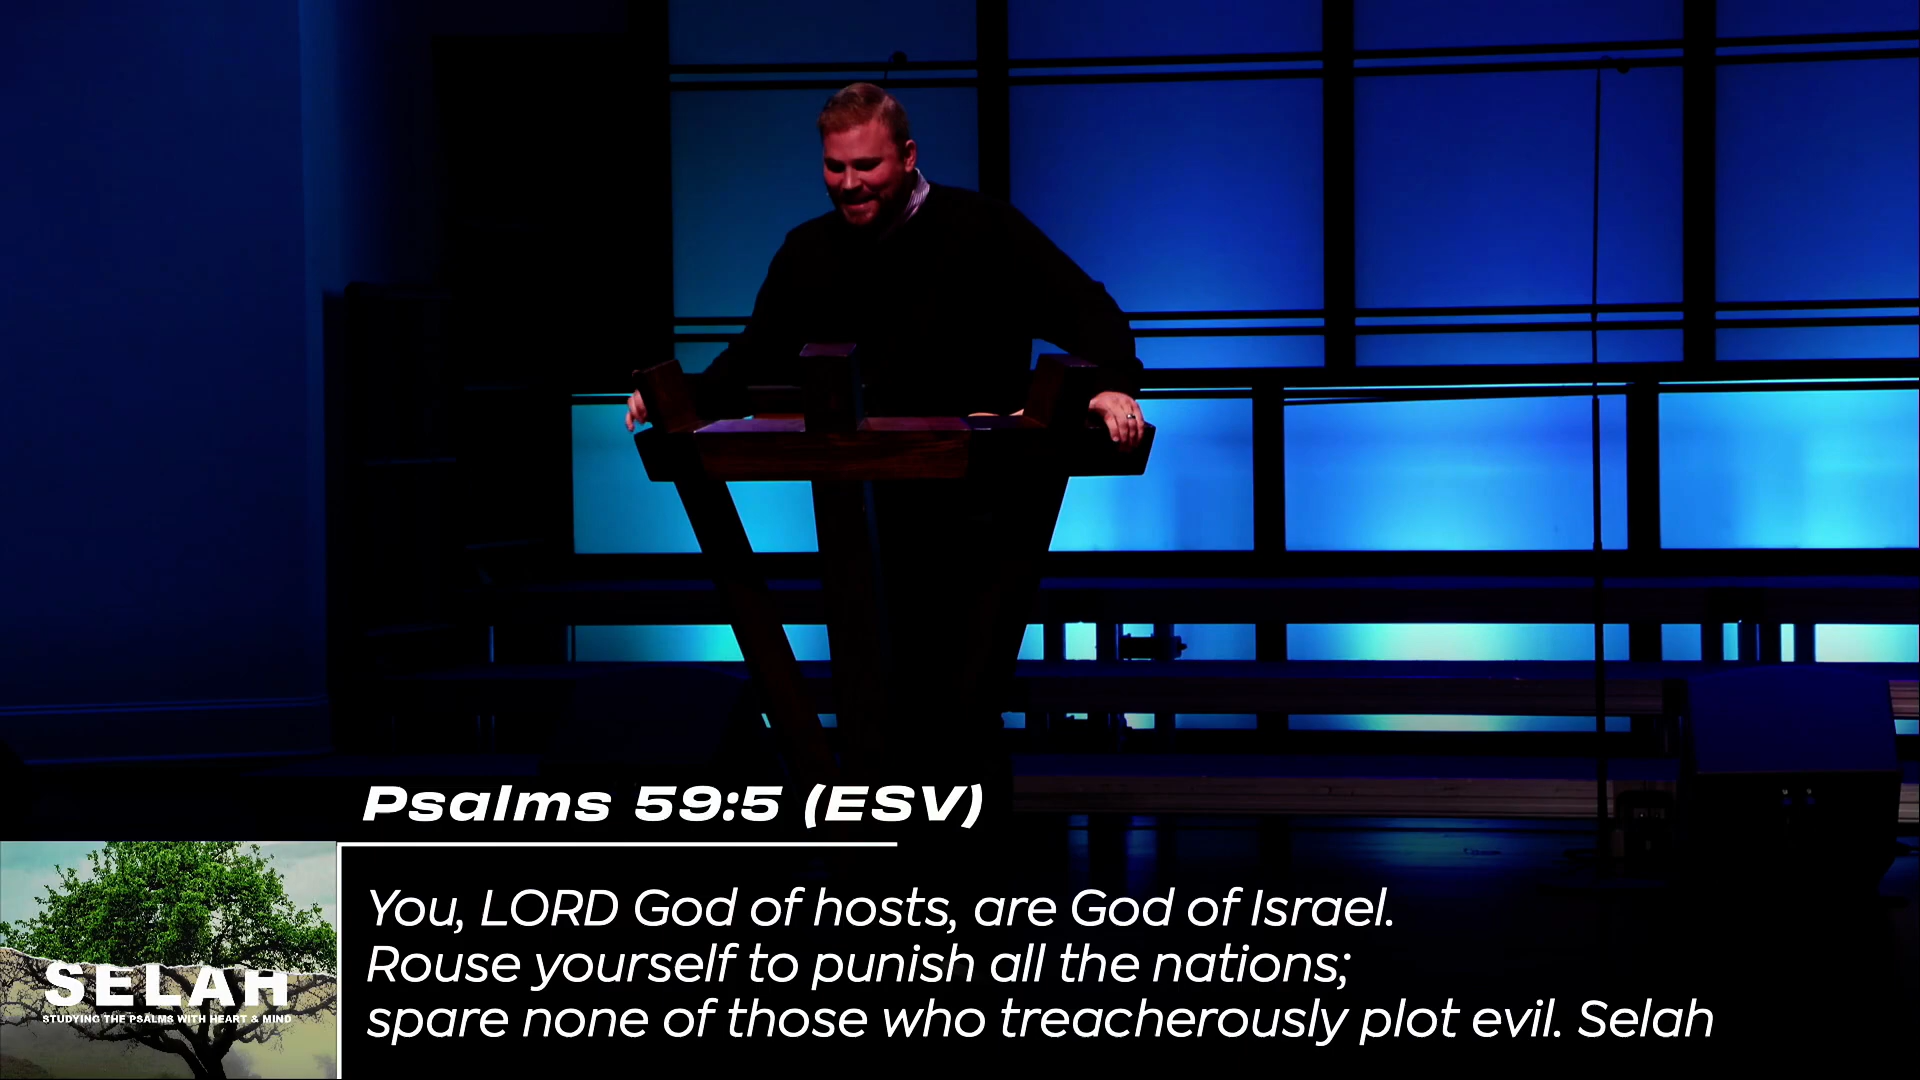 Psalms 59:5 (ESV)
You, LORD God of hosts, are God of Israel.
Rouse yourself to punish all the nations;
spare none of those who treacherously plot evil. Selah
SELAH
STUDYING THE PSALMS WITH HEART & MIND